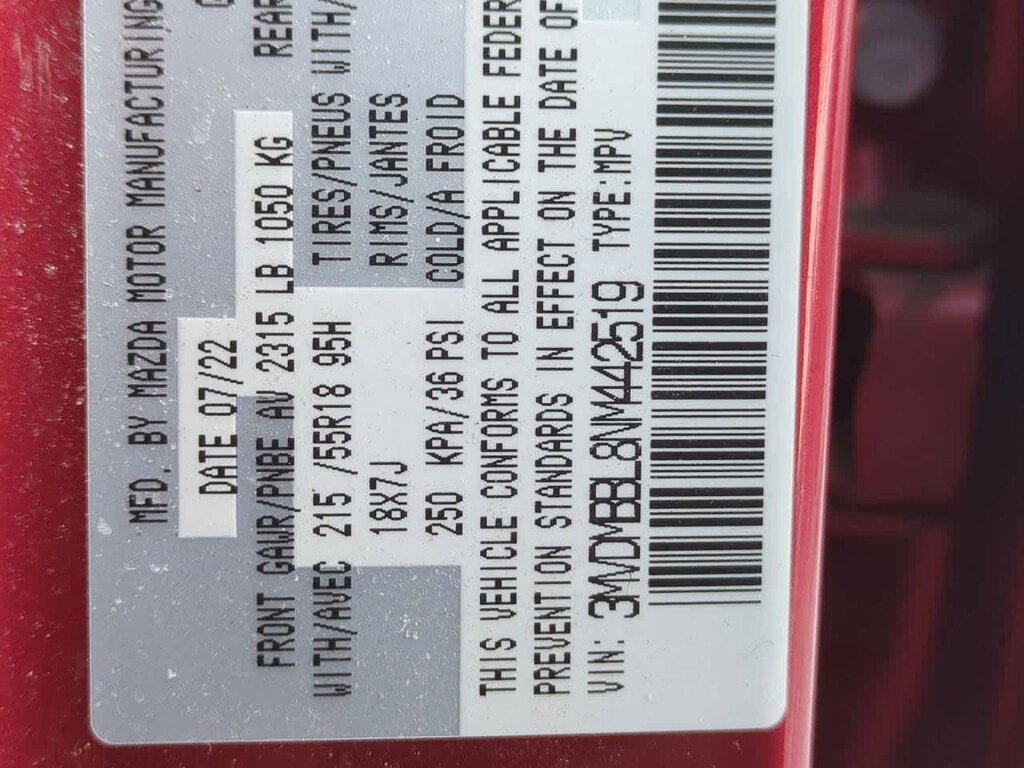 MFD. BY MAZDA MOTOR MANUFACTURING
DATE 07/22
FRONT GAWR/PNBE AV 2315 LB 1050 KG REAR
WITH/AVEC 215 /55R18 95H TIRES/PNEUS WITH/
18X7J RIMS/JANTES
250 KPA/36 PSI COLD/A FROID
THIS VEHICLE CONFORMS TO ALL APPLICABLE FEDER
PREVENTION STANDARDS IN EFFECT ON THE DATE OF
VIN: 3MVDMBBL8NM442519 TYPE:MPV